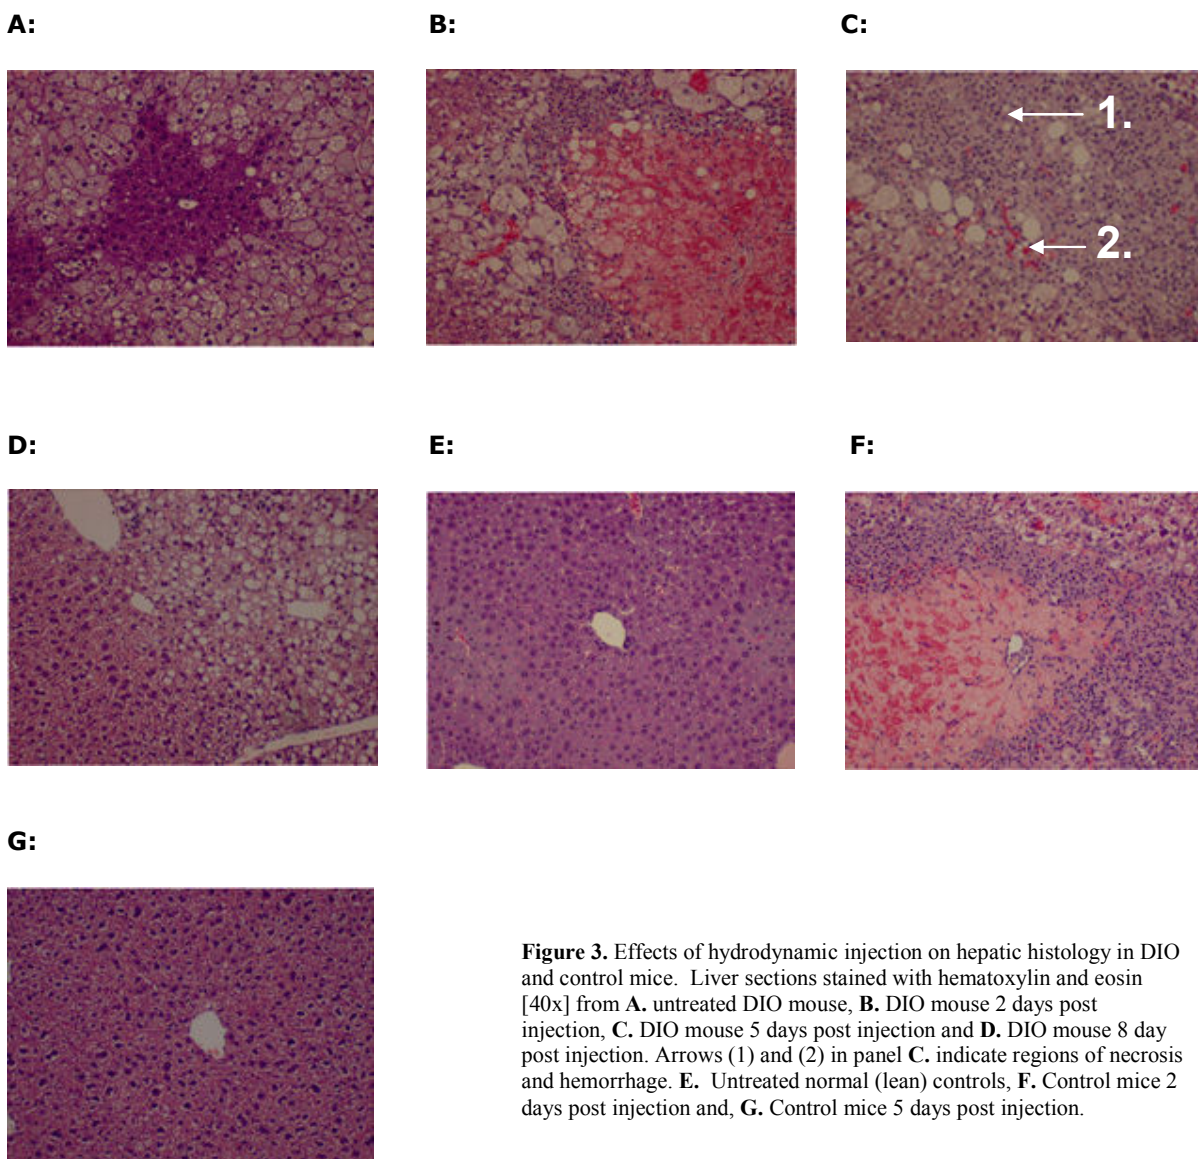 A:
B:
C:
1.
2.
D:
E:
F:
G:
Figure 3. Effects of hydrodynamic injection on hepatic histology in DIO
and control mice. Liver sections stained with hematoxylin and eosin
[40x] from A. untreated DIO mouse, B. DIO mouse 2 days post
injection, C. DIO mouse 5 days post injection and D. DIO mouse 8 day
post injection. Arrows (1) and (2) in panel C. indicate regions of necrosis
and hemorrhage. E. Untreated normal (lean) controls, F. Control mice 2
days post injection and, G. Control mice 5 days post injection.